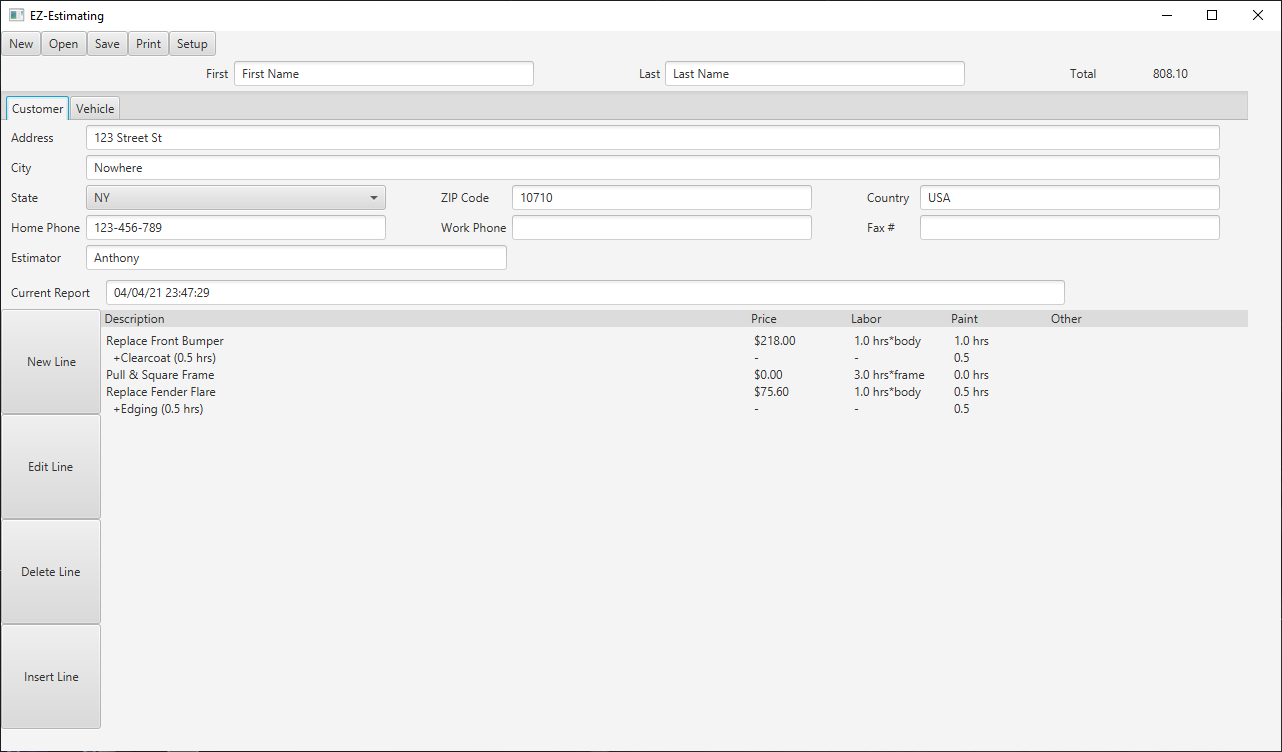 EZ-Estimating
New Open Save Print Setup
First First Name Last Last Name Total 808.10
Customer Vehicle
Address 123 Street St
City Nowhere
State NY ZIP Code 10710 Country USA
Home Phone 123-456-789 Work Phone Fax #
Estimator Anthony
Current Report 04/04/21 23:47:29
Description Price Labor Paint Other
Replace Front Bumper $218.00 1.0 hrs*body 1.0 hrs
+Clearcoat (0.5 hrs) - - 0.5
Pull & Square Frame $0.00 3.0 hrs*frame 0.0 hrs
Replace Fender Flare $75.60 1.0 hrs*body 0.5 hrs
+Edging (0.5 hrs) - - 0.5
New Line
Edit Line
Delete Line
Insert Line